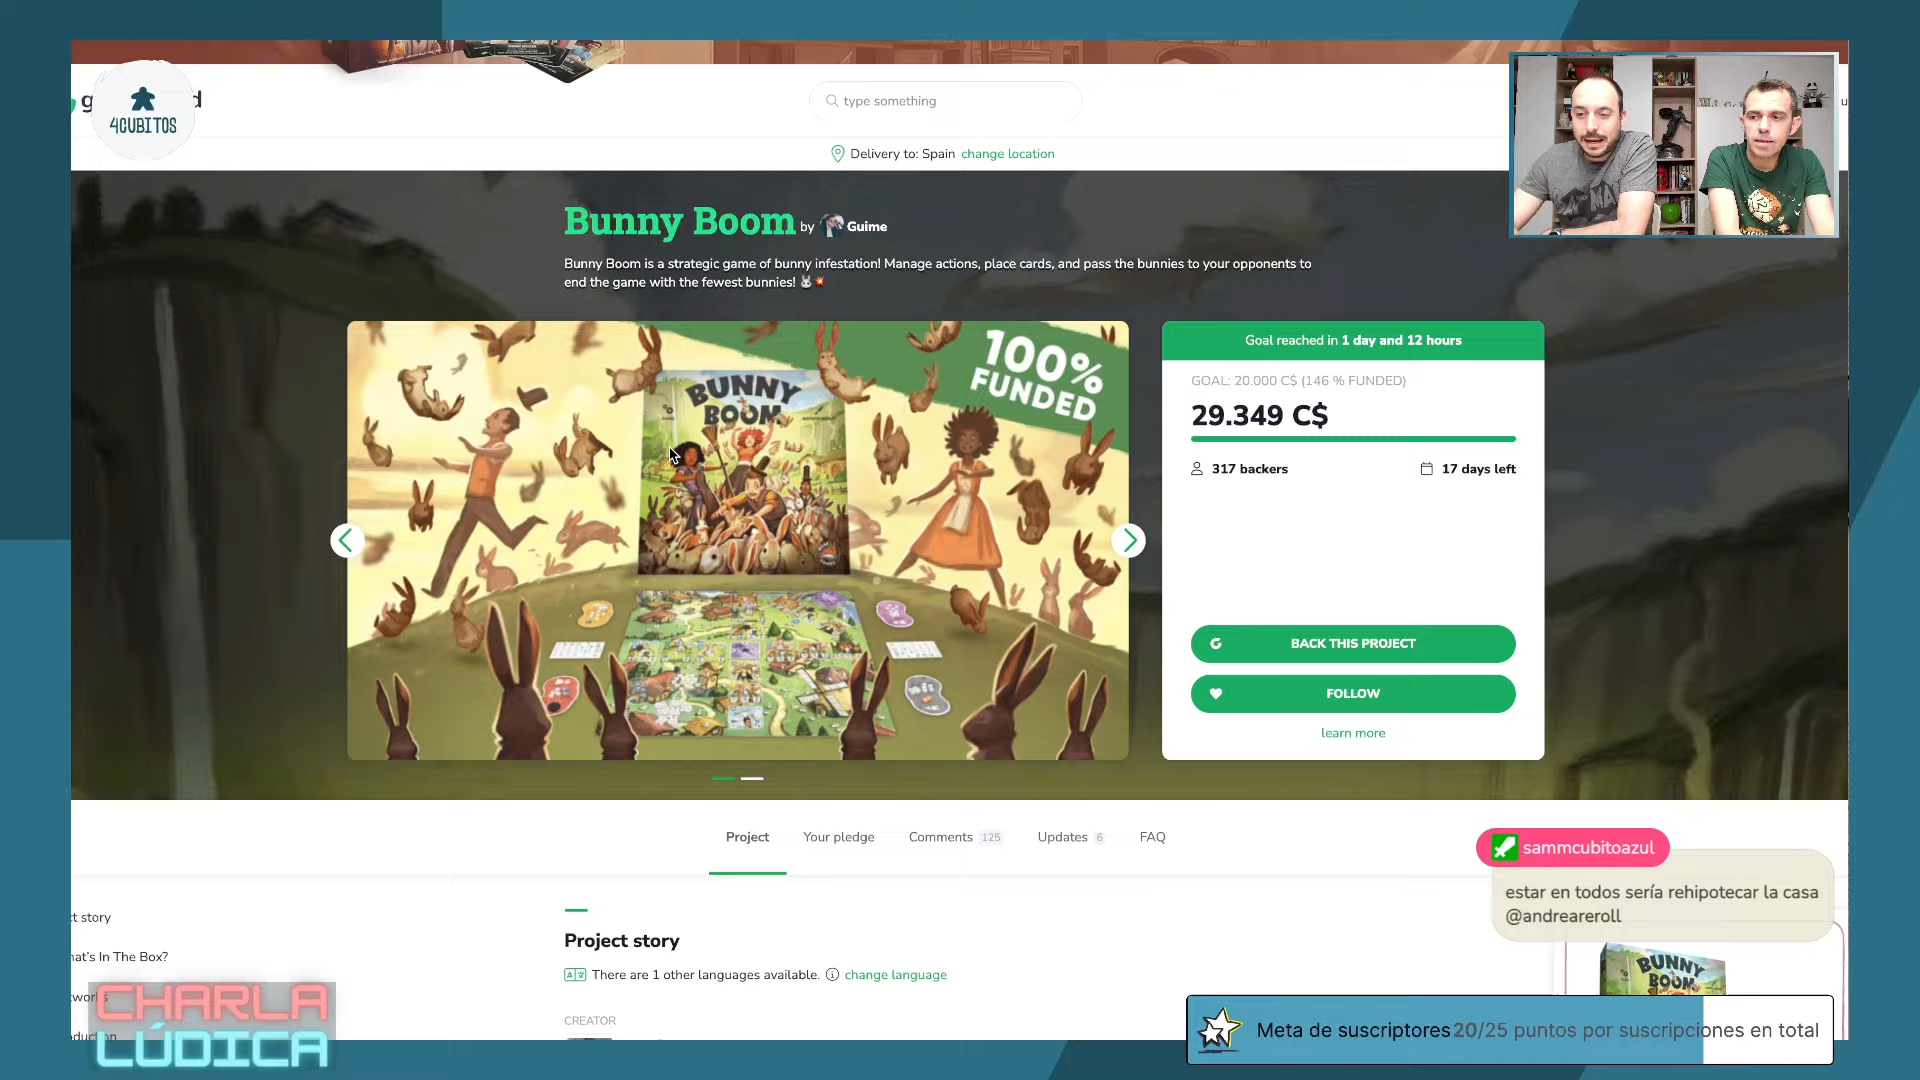 4CUBITOS
type something
Delivery to: Spain change location
Bunny Boom by Guime
Bunny Boom is a strategic game of bunny infestation! Manage actions, place cards, and pass the bunnies to your opponents to
end the game with the fewest bunnies! 🐰💥
100%
FUNDED
BUNNY
BOOM
Goal reached in 1 day and 12 hours
GOAL: 20.000 C$ (146 % FUNDED)
29.349 C$
317 backers
17 days left
BACK THIS PROJECT
FOLLOW
learn more
Project
Your pledge
Comments 125
Updates 6
FAQ
sammcubitoazul
estar en todos sería rehipotecar la casa
@andreareroll
ct story
hat's In The Box?
Project story
There are 1 other languages available. change language
CREATOR
BUNNY
BOOM
CHARLA
LÚDICA
Meta de suscriptores 20/25 puntos por suscripciones en total